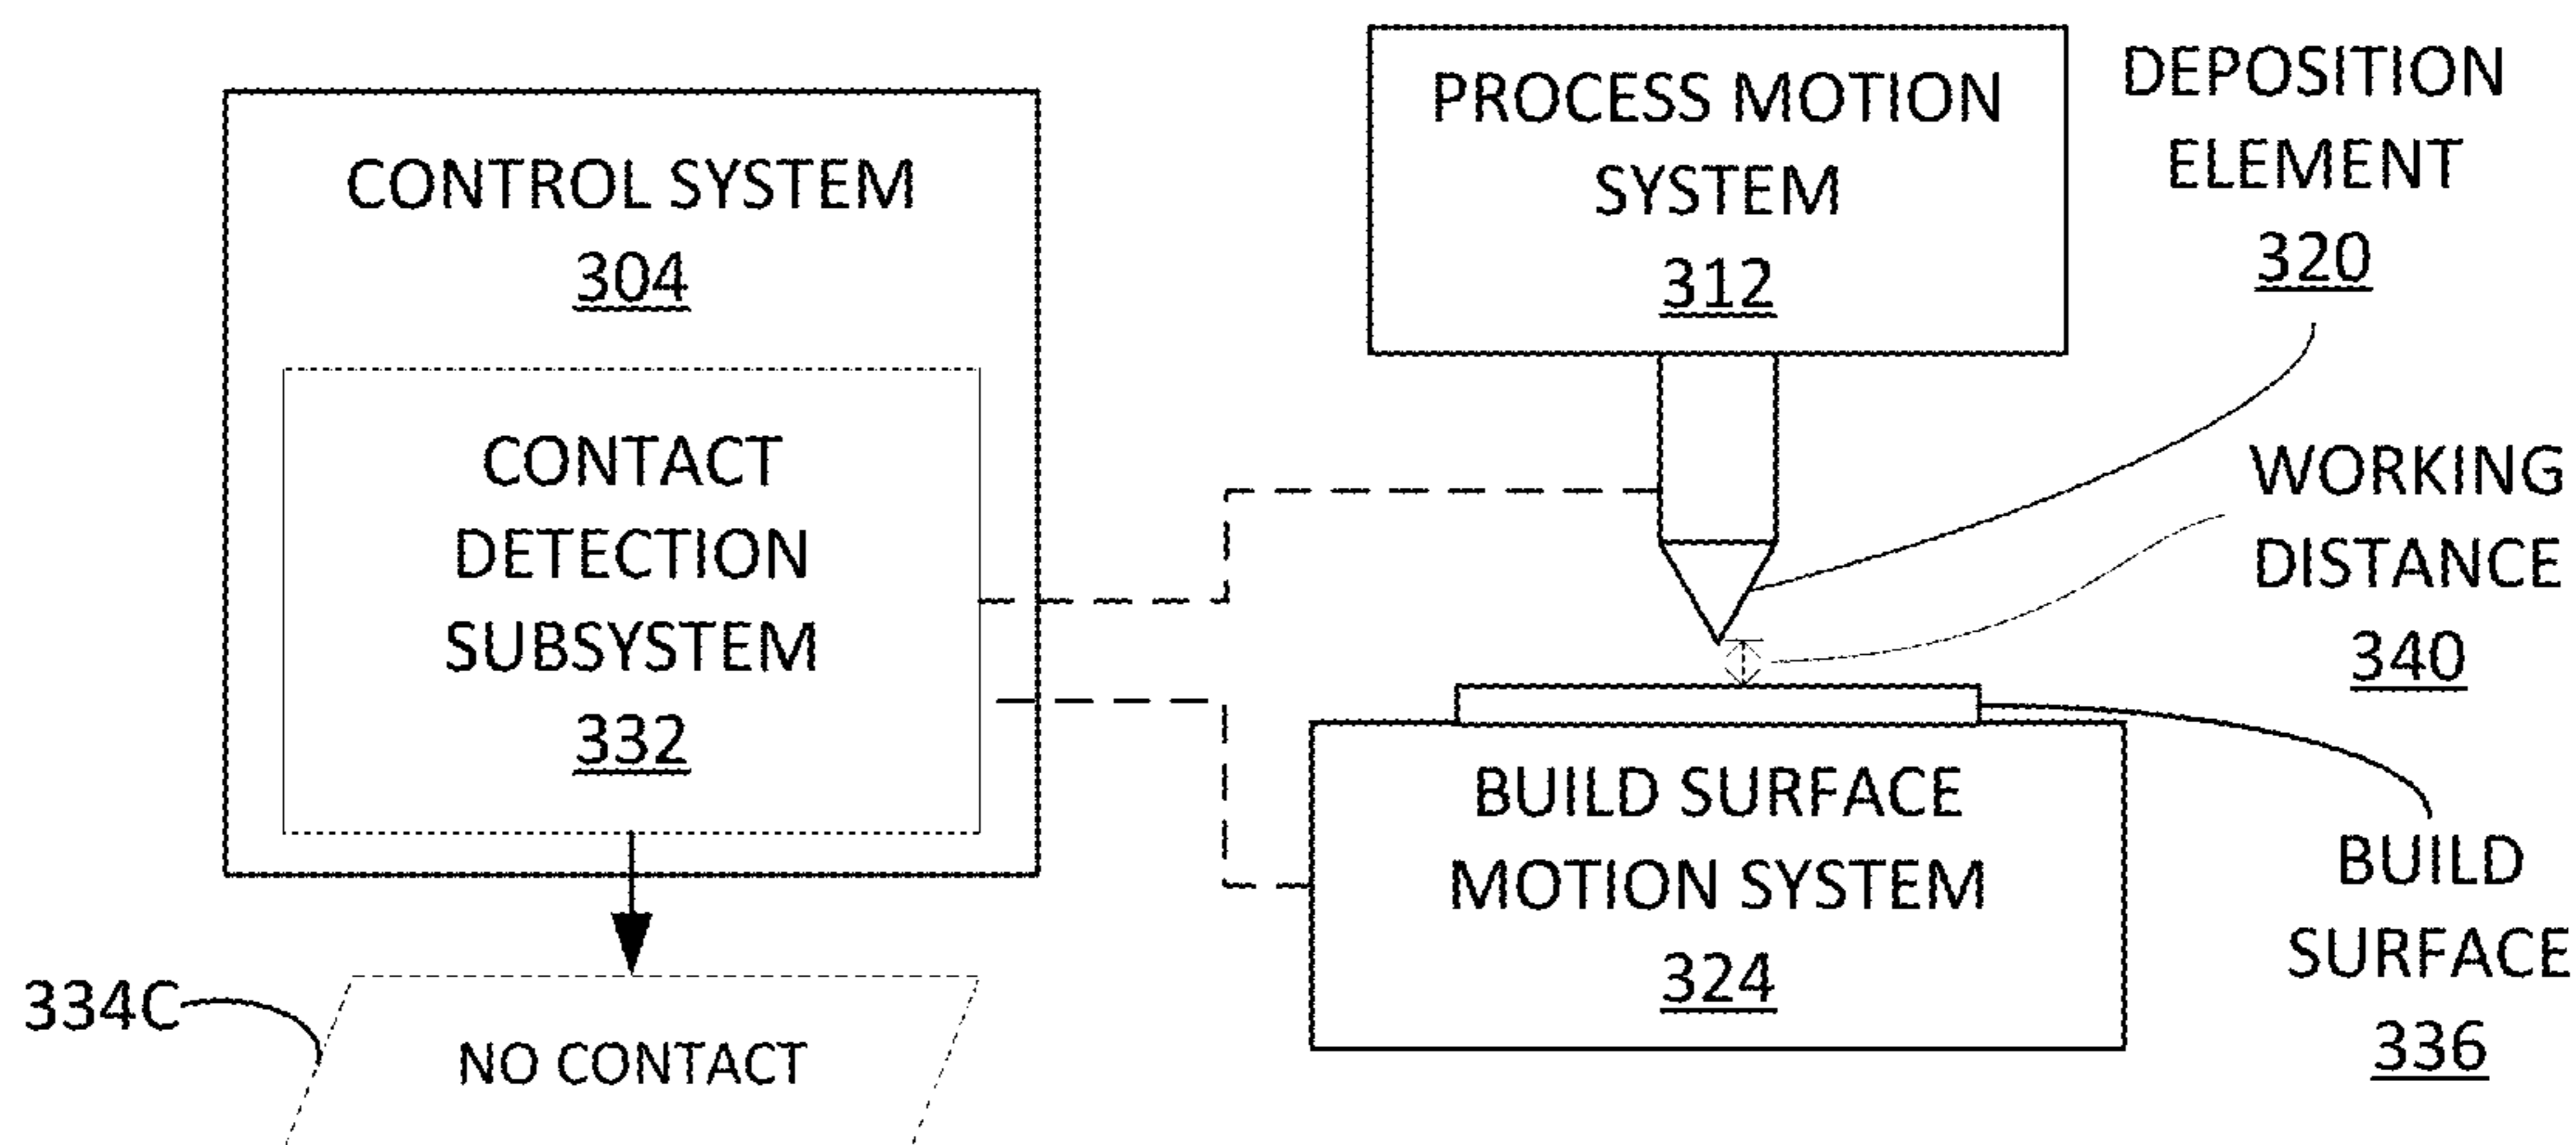 CONTROL SYSTEM
304
CONTACT
DETECTION
SUBSYSTEM
332
334C
NO CONTACT
PROCESS MOTION
SYSTEM
312
DEPOSITION
ELEMENT
320
WORKING
DISTANCE
340
BUILD SURFACE
MOTION SYSTEM
324
BUILD
SURFACE
336